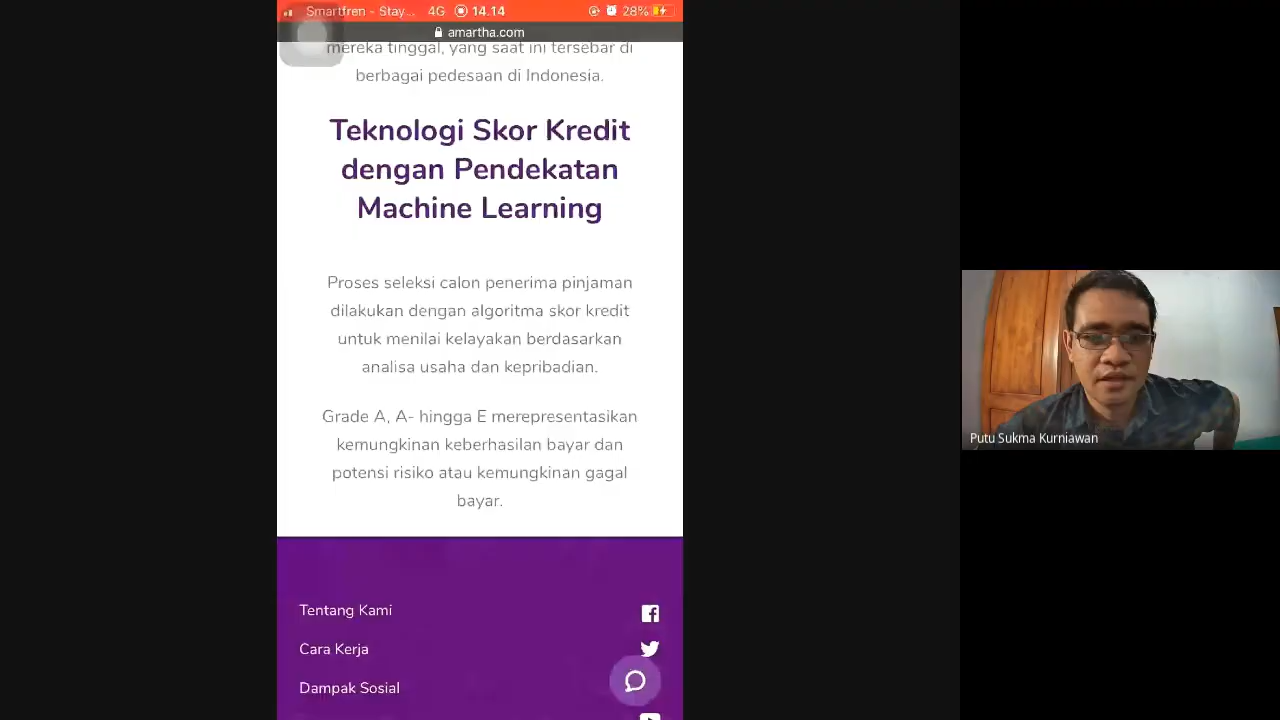 Smartfren - Stay... 4G 14.14 28%
amartha.com
mereka tinggal, yang saat ini tersebar di
berbagai pedesaan di Indonesia.
Teknologi Skor Kredit
dengan Pendekatan
Machine Learning
Proses seleksi calon penerima pinjaman
dilakukan dengan algoritma skor kredit
untuk menilai kelayakan berdasarkan
analisa usaha dan kepribadian.
Grade A, A- hingga E merepresentasikan
kemungkinan keberhasilan bayar dan
potensi risiko atau kemungkinan gagal
bayar.
Tentang Kami
Cara Kerja
Dampak Sosial
Putu Sukma Kurniawan